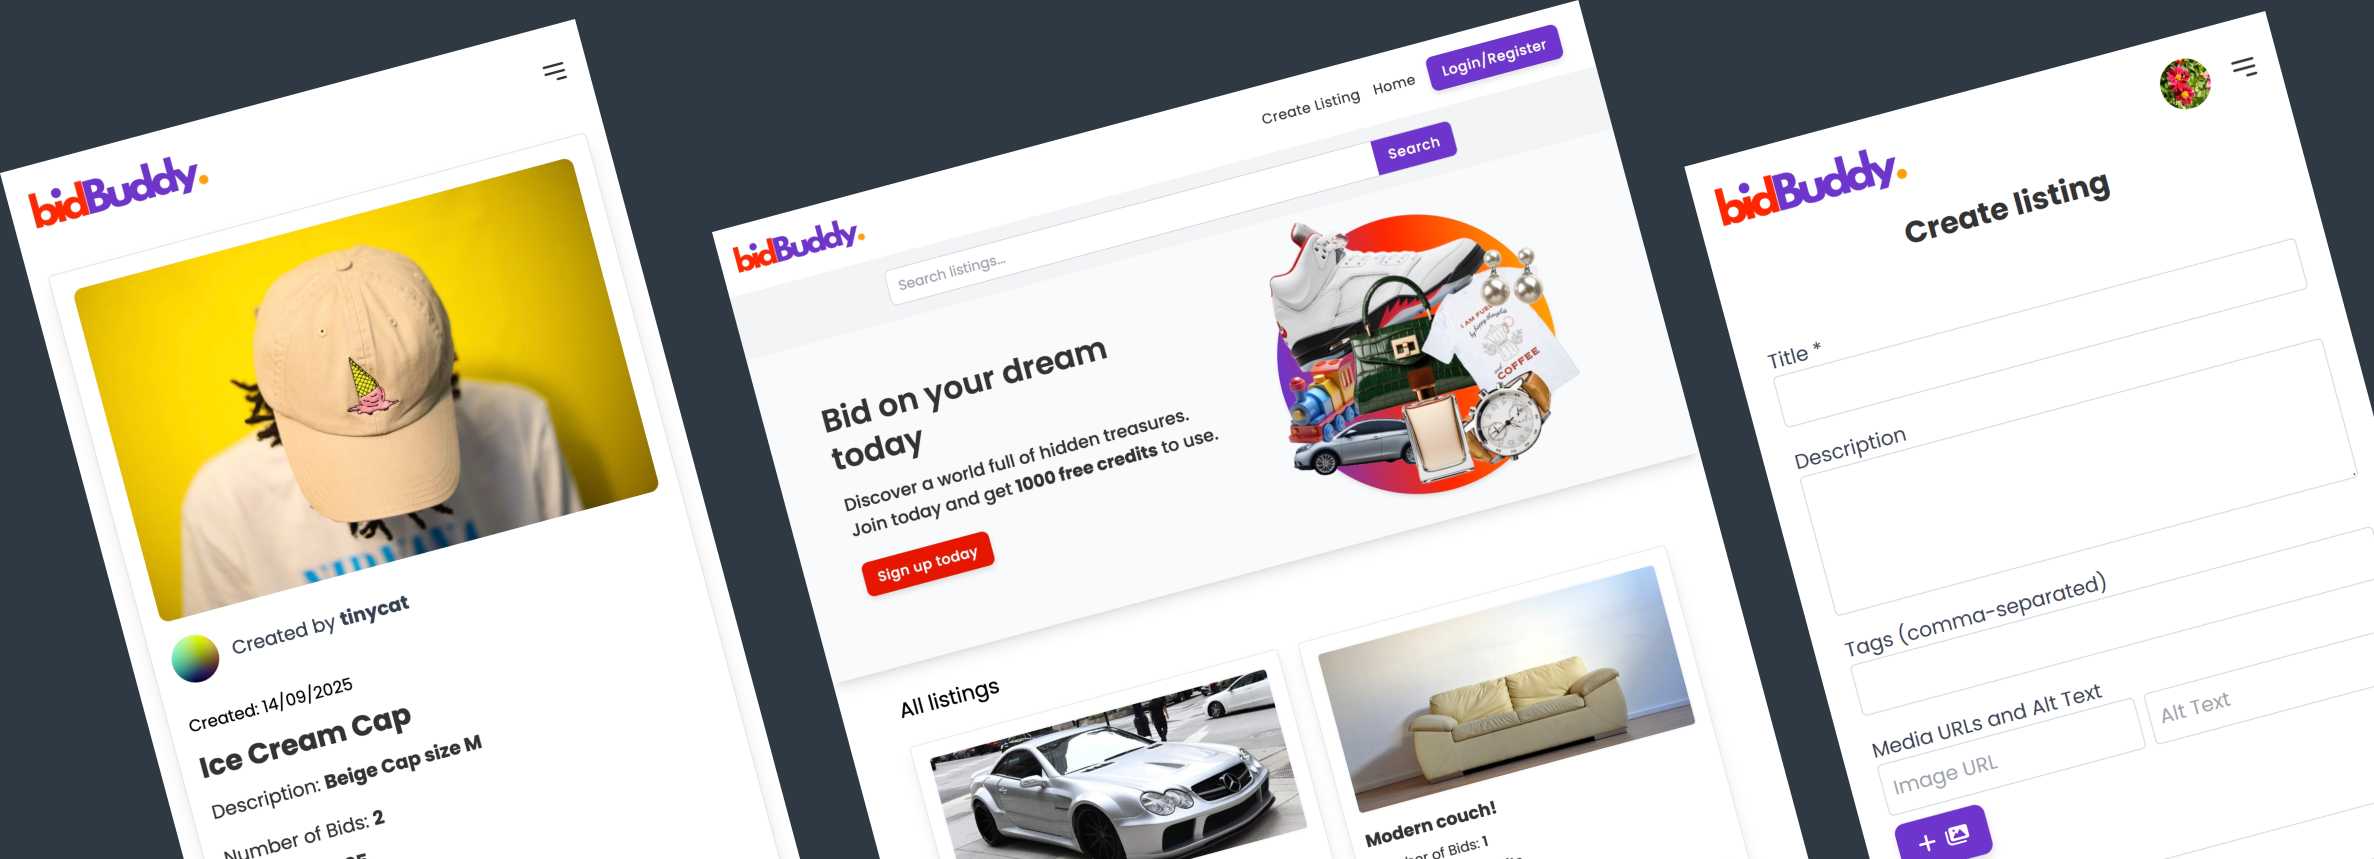 bidBuddy.
NIRVANA
Created by tinycat
Created: 14/09/2025
Ice Cream Cap
Description: Beige Cap size M
Number of Bids: 2
bidBuddy.
Create Listing
Home
Login/Register
Search listings...
Search
Bid on your dream
today
Discover a world full of hidden treasures.
Join today and get 1000 free credits to use.
Sign up today
COFFEE
All listings
Modern couch!
of Bids: 1
bidBuddy.
Create listing
Title *
Description
Tags (comma-separated)
Media URLs and Alt Text
Image URL
Alt Text
+